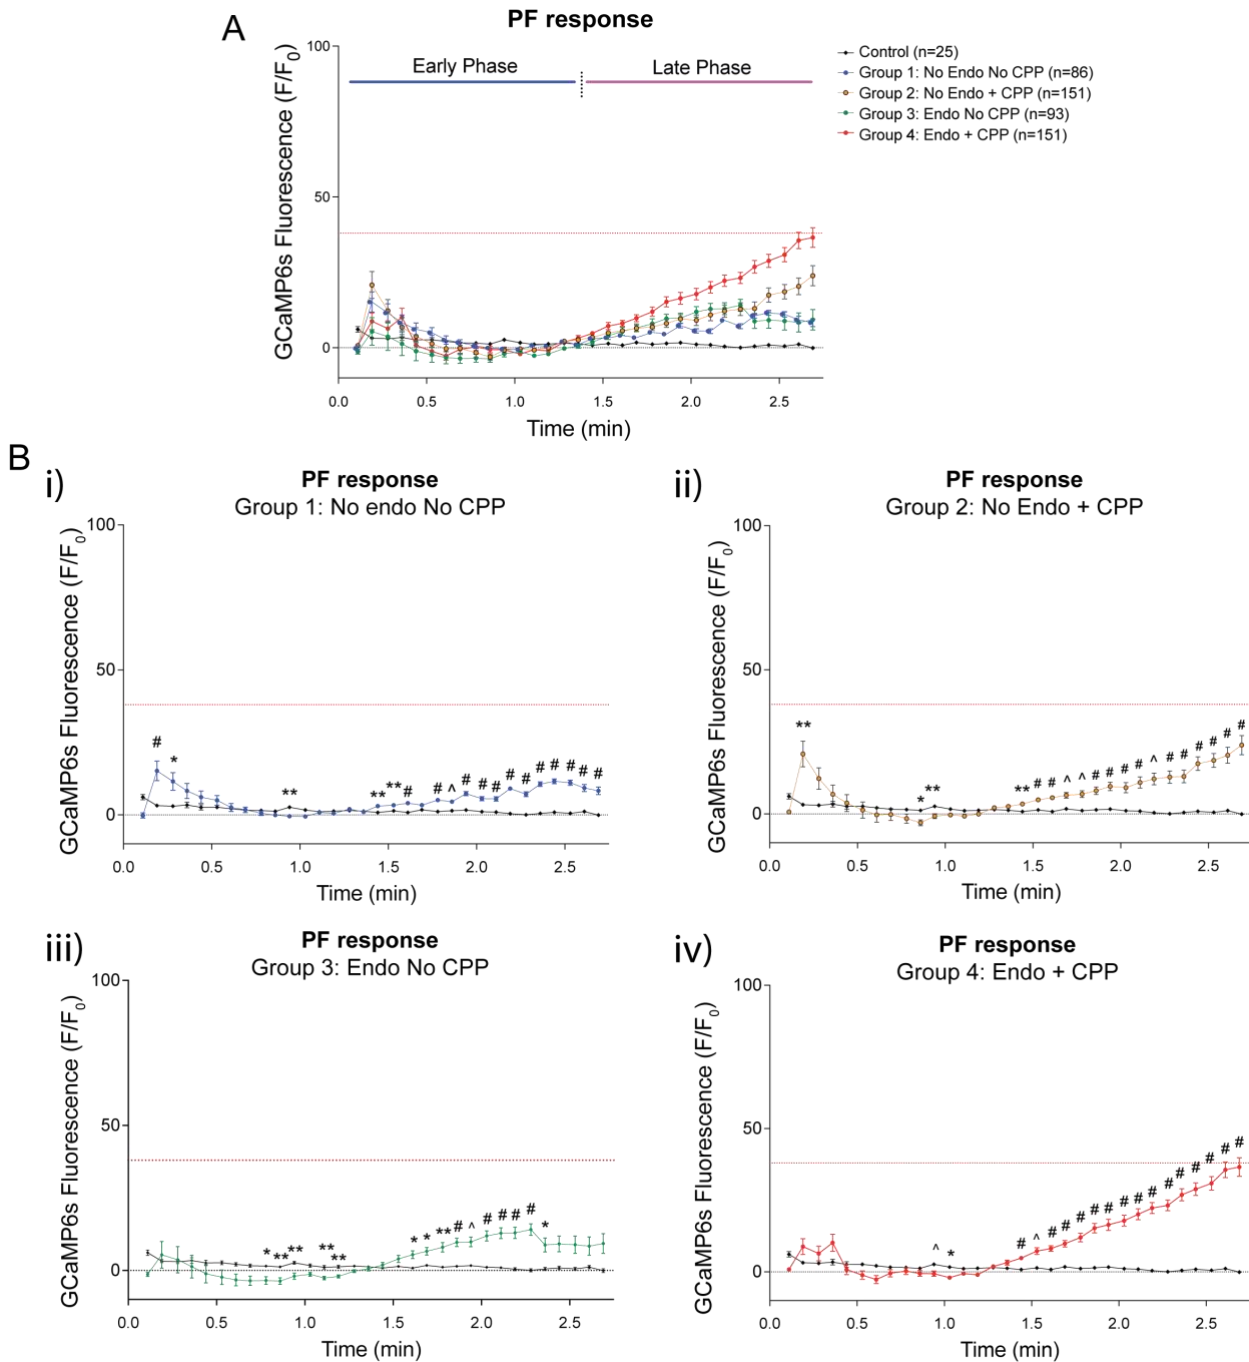 A
PF response
GCaMP6s Fluorescence (F/F0)
100
50
0
Early Phase
Late Phase
0.0 0.5 1.0 1.5 2.0 2.5
Time (min)
Control (n=25)
Group 1: No Endo No CPP (n=86)
Group 2: No Endo + CPP (n=151)
Group 3: Endo No CPP (n=93)
Group 4: Endo + CPP (n=151)
B
i)
PF response
Group 1: No endo No CPP
GCaMP6s Fluorescence (F/F0)
100
50
0
# * ** ** ** # # ^ # # # # # # # # # #
0.0 0.5 1.0 1.5 2.0 2.5
Time (min)
ii)
PF response
Group 2: No Endo + CPP
GCaMP6s Fluorescence (F/F0)
100
50
0
** * ** ** # # ^ ^ # # # # ^ # # # # # #
0.0 0.5 1.0 1.5 2.0 2.5
Time (min)
iii)
PF response
Group 3: Endo No CPP
GCaMP6s Fluorescence (F/F0)
100
50
0
* ** ** ** ** * * ** # ^ # # # # *
0.0 0.5 1.0 1.5 2.0 2.5
Time (min)
iv)
PF response
Group 4: Endo + CPP
GCaMP6s Fluorescence (F/F0)
100
50
0
^ * # ^ # # # # # # # # # # # # # #
0.0 0.5 1.0 1.5 2.0 2.5
Time (min)